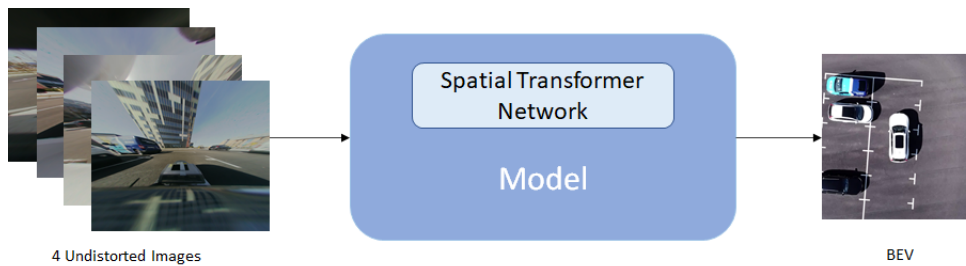 Spatial Transformer
Network
Model
4 Undistorted Images
BEV